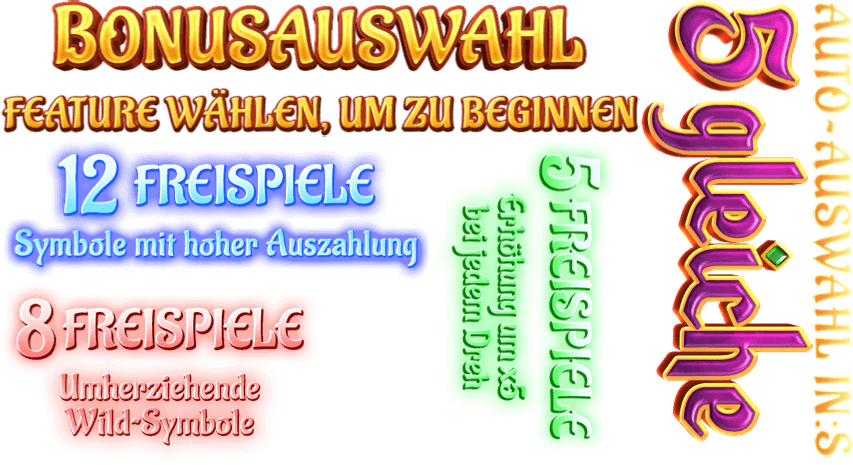 BONUSAUSWAHL
FEATURE WÄHLEN, UM ZU BEGINNEN
12 FREISPIELE
Symbole mit hoher Auszahlung
8 FREISPIELE
Umherziehende
Wild-Symbole
5 FREISPIELE
Erhöhung um x5
bei jedem Dreh
5 gleiche
AUTO-AUSWAHL IN:S